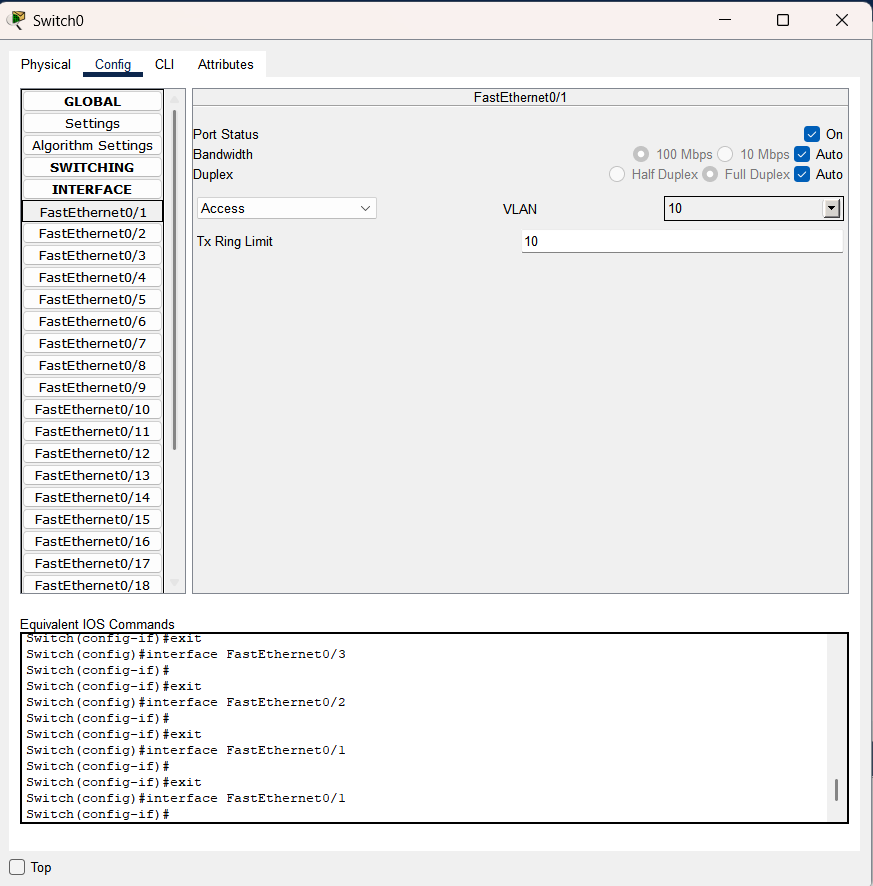 Switch0
Physical Config CLI Attributes
GLOBAL
Settings
Algorithm Settings
SWITCHING
INTERFACE
FastEthernet0/1
FastEthernet0/2
FastEthernet0/3
FastEthernet0/4
FastEthernet0/5
FastEthernet0/6
FastEthernet0/7
FastEthernet0/8
FastEthernet0/9
FastEthernet0/10
FastEthernet0/11
FastEthernet0/12
FastEthernet0/13
FastEthernet0/14
FastEthernet0/15
FastEthernet0/16
FastEthernet0/17
FastEthernet0/18
FastEthernet0/1
Port Status On
Bandwidth 100 Mbps 10 Mbps Auto
Duplex Half Duplex Full Duplex Auto
Access VLAN 10
Tx Ring Limit 10
Equivalent IOS Commands
Switch(config-if)#exit
Switch(config)#interface FastEthernet0/3
Switch(config-if)#
Switch(config-if)#exit
Switch(config)#interface FastEthernet0/2
Switch(config-if)#
Switch(config-if)#exit
Switch(config)#interface FastEthernet0/1
Switch(config-if)#
Switch(config-if)#exit
Switch(config)#interface FastEthernet0/1
Switch(config-if)#
Top